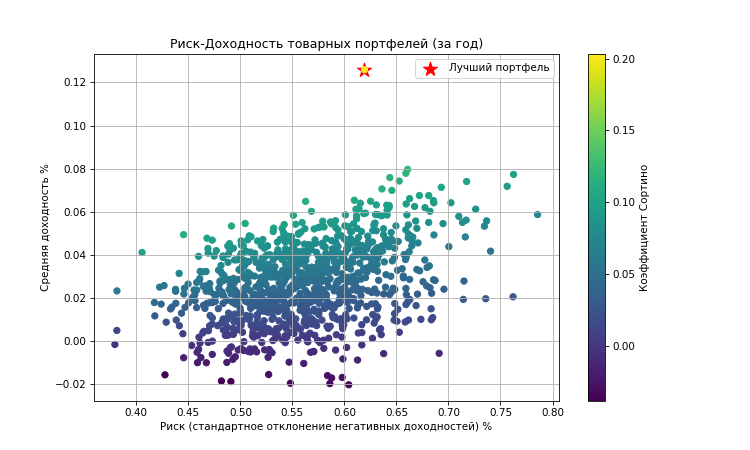 Риск-Доходность товарных портфелей (за год)
Лучший портфель
Средняя доходность %
0.12
0.10
0.08
0.06
0.04
0.02
0.00
−0.02
0.40 0.45 0.50 0.55 0.60 0.65 0.70 0.75 0.80
Риск (стандартное отклонение негативных доходностей) %
0.20
0.15
0.10
0.05
0.00
Коэффициент Сортино